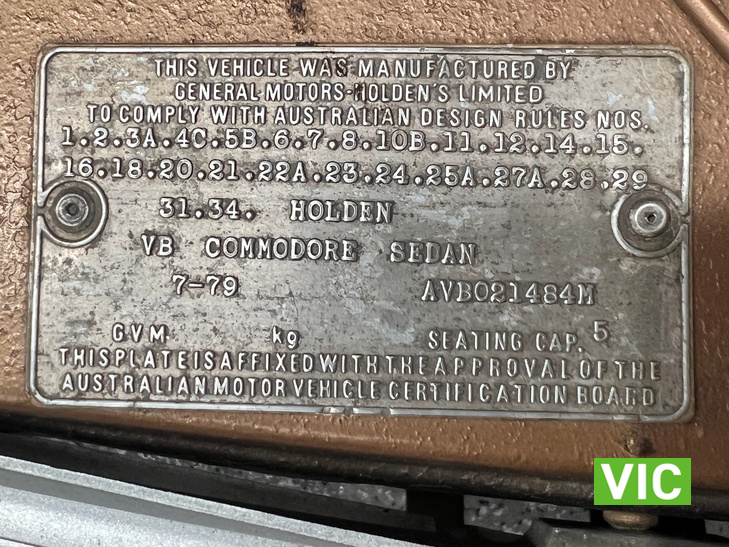 THIS VEHICLE WAS MANUFACTURED BY
GENERAL MOTORS-HOLDEN'S LIMITED
TO COMPLY WITH AUSTRALIAN DESIGN RULES NOS.
1.2.3A.4C.5B.6.7.8.10B.11.12.14.15.
16.18.20.21.22A.23.24.25A.27A.28.29
31.34. HOLDEN
VB COMMODORE SEDAN
7-79 AVB021484M
G.V.M. kg SEATING CAP. 5
THIS PLATE IS AFFIXED WITH THE APPROVAL OF THE
AUSTRALIAN MOTOR VEHICLE CERTIFICATION BOARD
VIC